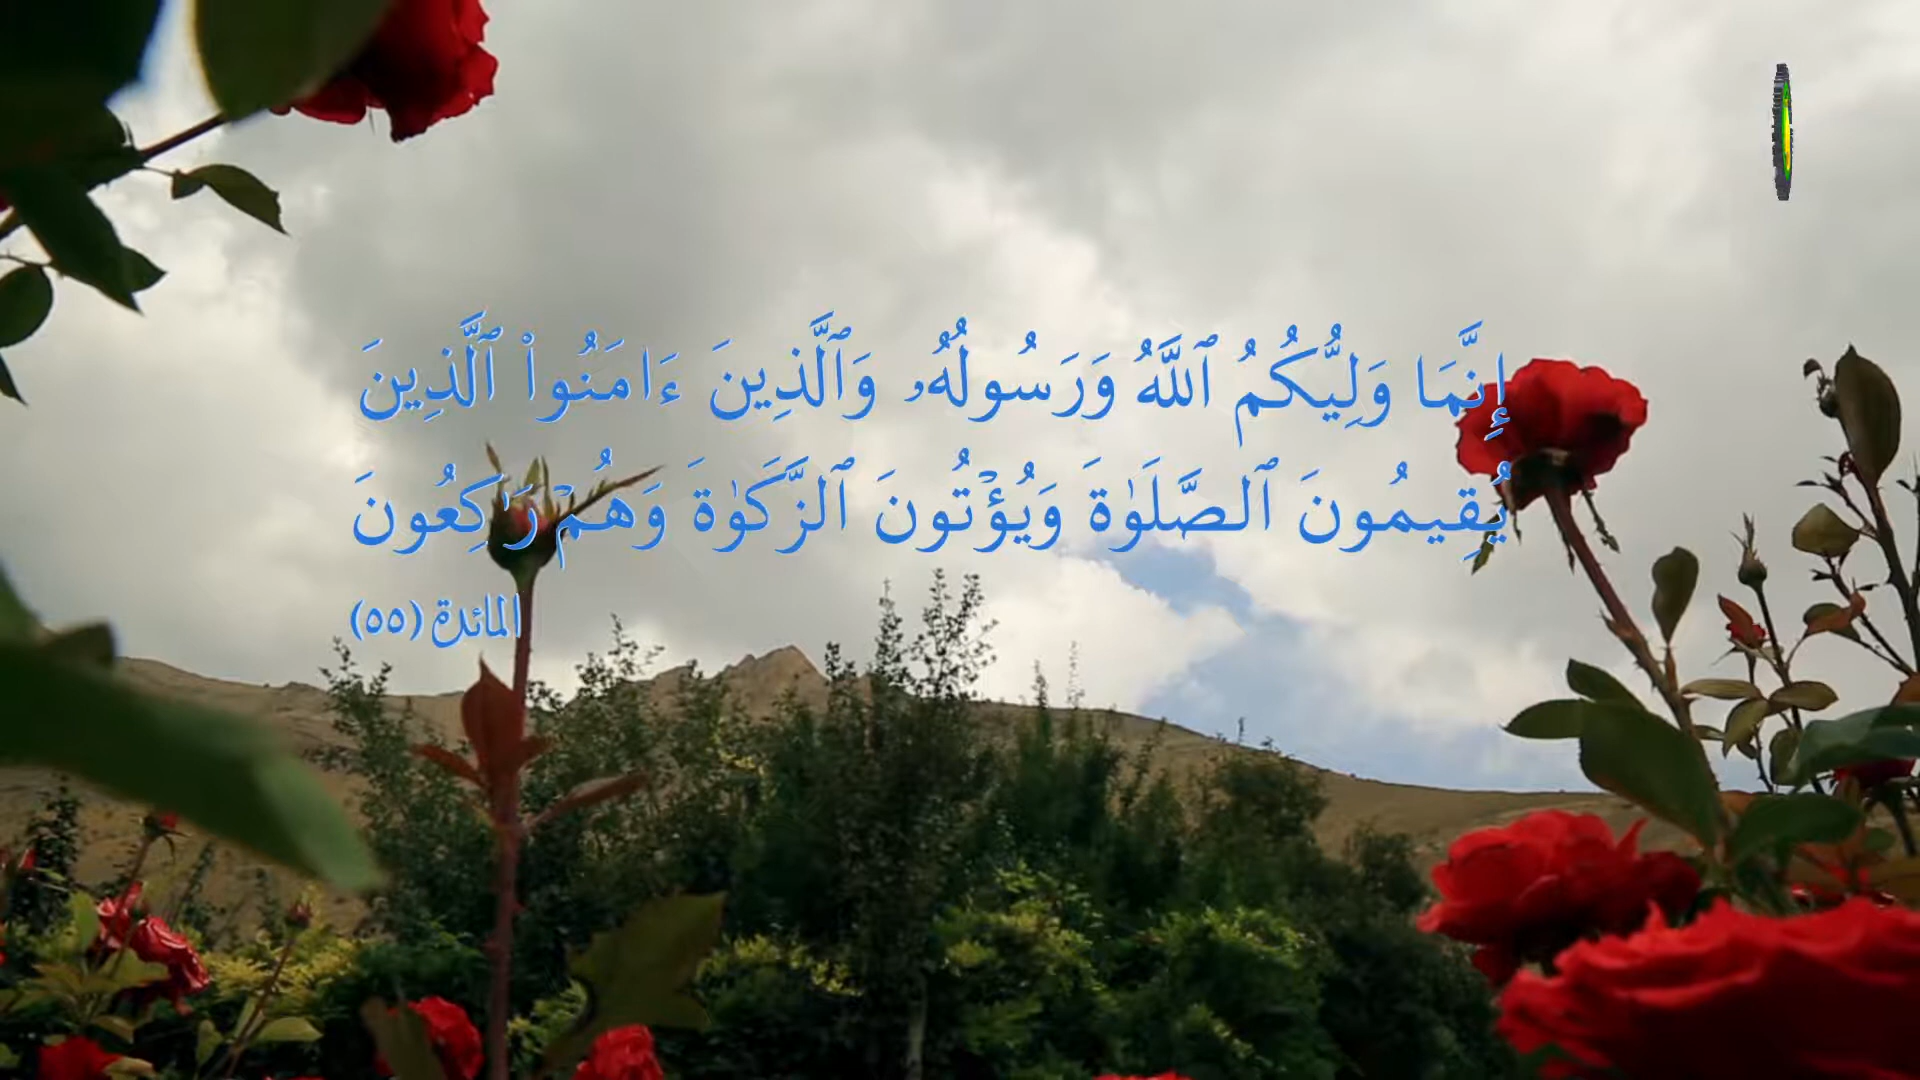 إِنَّمَا وَلِيُّكُمُ ٱللَّهُ وَرَسُولُهُۥ وَٱلَّذِينَ ءَامَنُوا۟ ٱلَّذِينَ
يُقِيمُونَ ٱلصَّلَوٰةَ وَيُؤْتُونَ ٱلزَّكَوٰةَ وَهُمْ رَٰكِعُونَ
المائدة (٥٥)